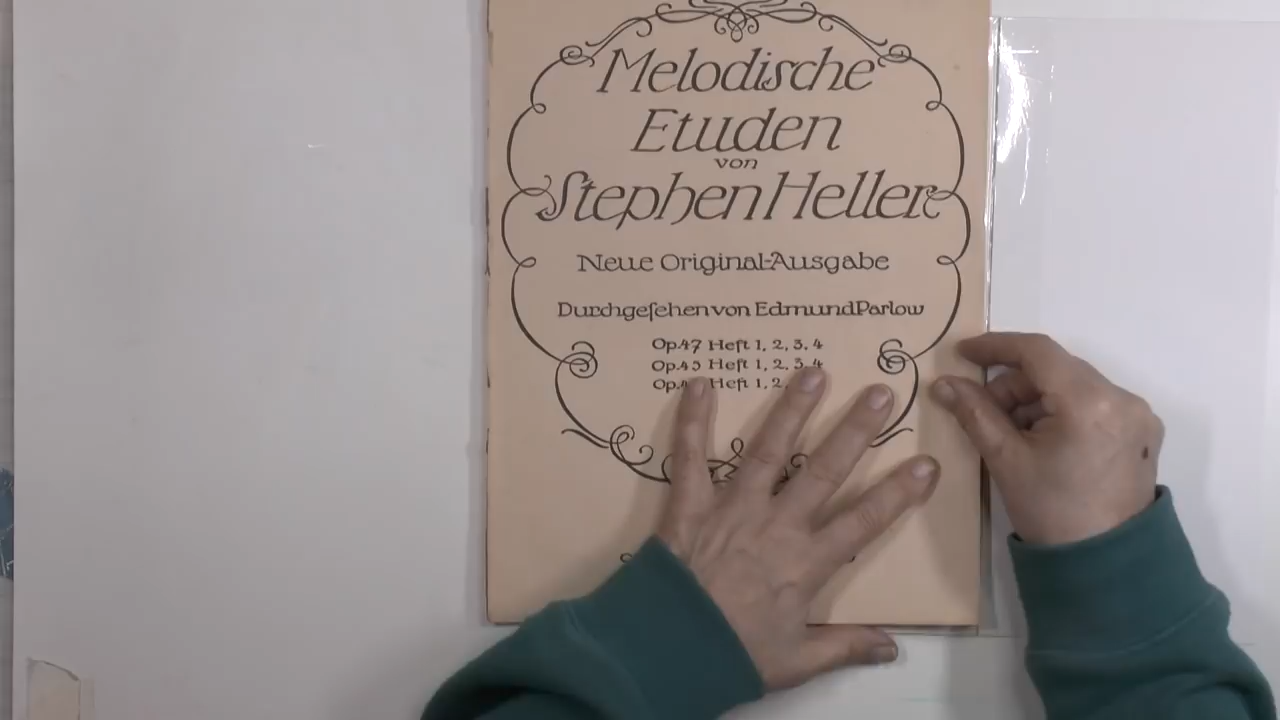 Melodische
Etuden
von
Stephen Heller
Neue Original-Ausgabe
Durchgeſehen von Edmund Parlow
Op.47 Heft 1, 2, 3, 4
Op.45 Heft 1, 2, 3, 4
Heft 1, 2,